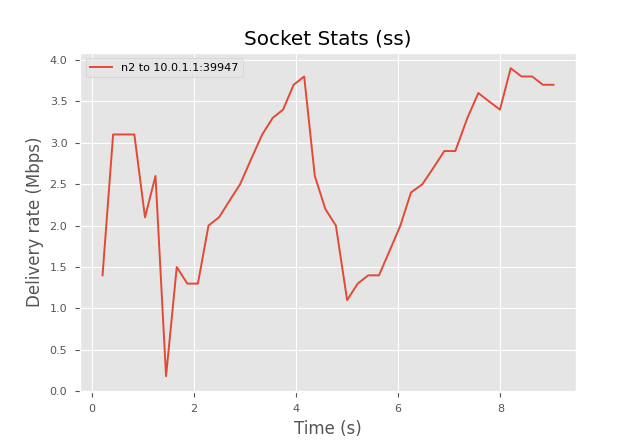 Socket Stats (ss)
n2 to 10.0.1.1:39947
Delivery rate (Mbps)
4.0
3.5
3.0
2.5
2.0
1.5
1.0
0.5
0.0
0 2 4 6 8
Time (s)